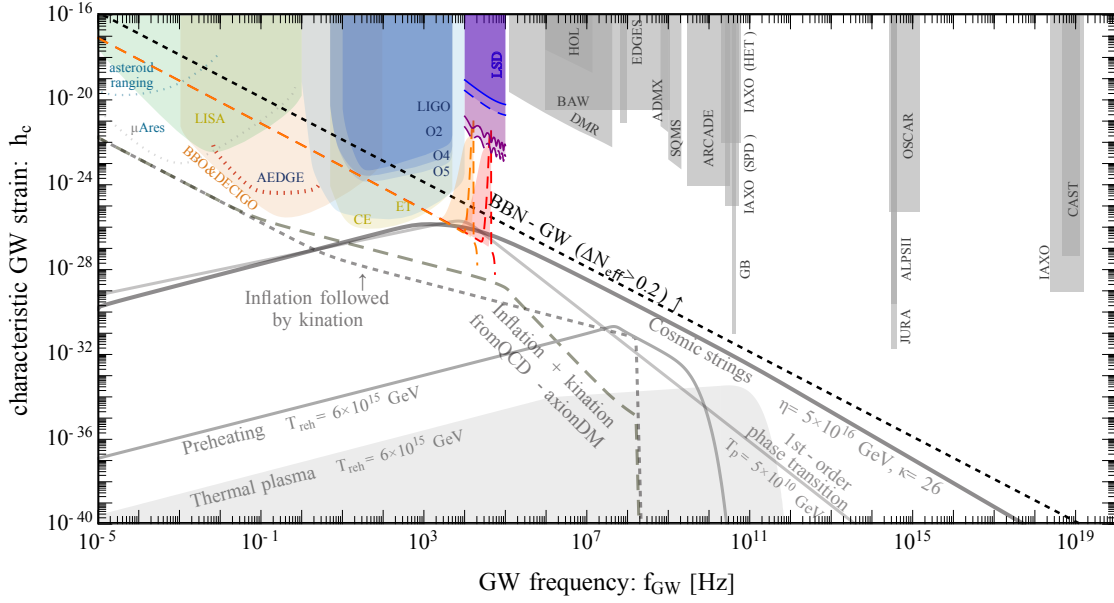 characteristic GW strain: h_c
10^-16
10^-20
10^-24
10^-28
10^-32
10^-36
10^-40
asteroid
ranging
LISA
μAres
BBO&DECIGO
AEDGE
LIGO
O2
O4
O5
ET
CE
LSD
HOL
BAW
DMR
EDGES
ADMX
SQMS
ARCADE
IAXO (HET)
IAXO (SPD)
GB
OSCAR
ALPSII
JURA
IAXO
CAST
BBN - GW (ΔN_eff>0.2) ↑
↑
Inflation followed
by kination
Inflation + kination
fromQCD - axionDM
Cosmic strings
η= 5×10^16 GeV, κ= 26
1st - order
phase transition
T_p = 5×10^10 GeV
Preheating T_reh = 6×10^15 GeV
Thermal plasma T_reh = 6×10^15 GeV
10^-5 10^-1 10^3 10^7 10^11 10^15 10^19
GW frequency: f_GW [Hz]